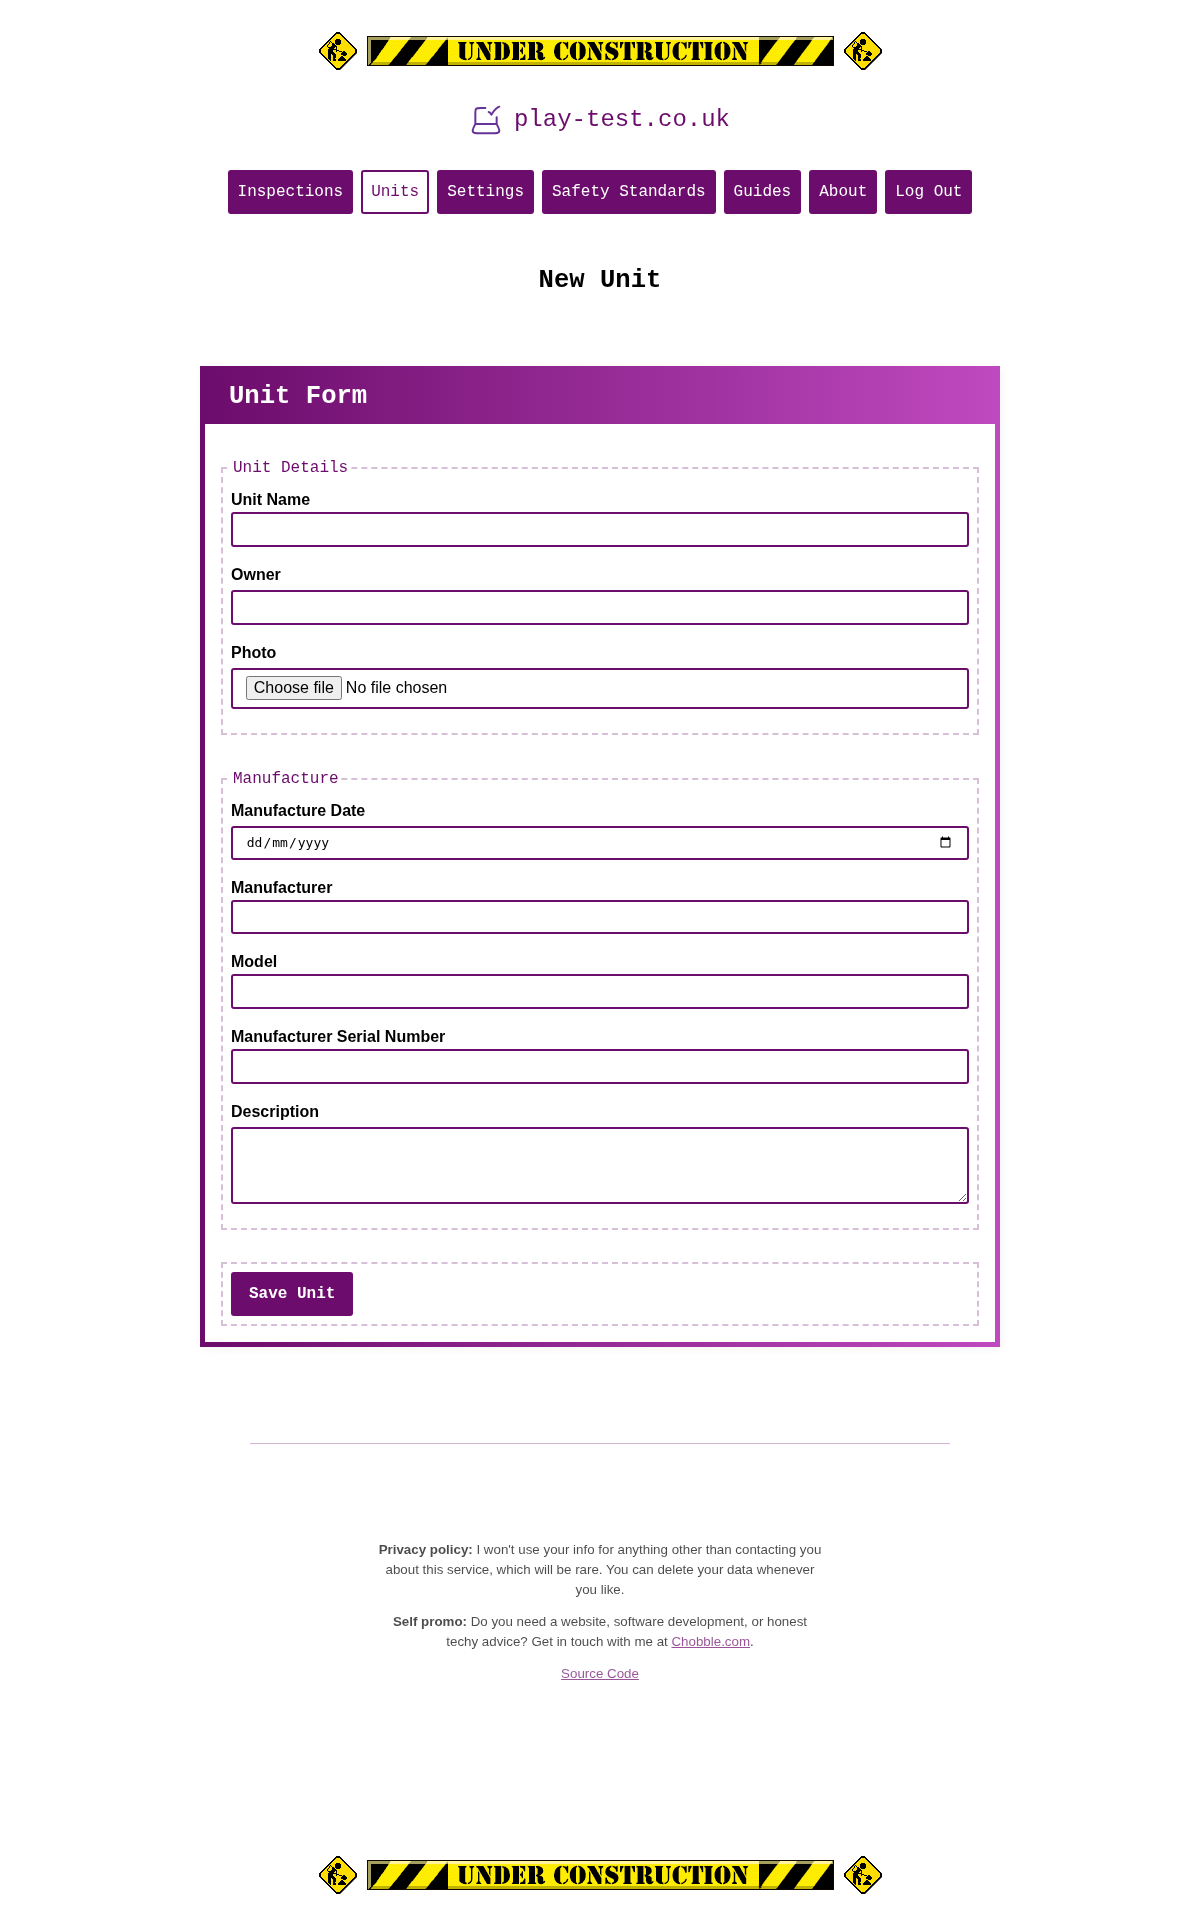 UNDER CONSTRUCTION
play-test.co.uk
Inspections Units Settings Safety Standards Guides About Log Out
New Unit
Unit Form
Unit Details
Unit Name
Owner
Photo
Choose file No file chosen
Manufacture
Manufacture Date
dd/mm/yyyy
Manufacturer
Model
Manufacturer Serial Number
Description
Save Unit
Privacy policy: I won't use your info for anything other than contacting you
about this service, which will be rare. You can delete your data whenever
you like.
Self promo: Do you need a website, software development, or honest
techy advice? Get in touch with me at Chobble.com.
Source Code
UNDER CONSTRUCTION